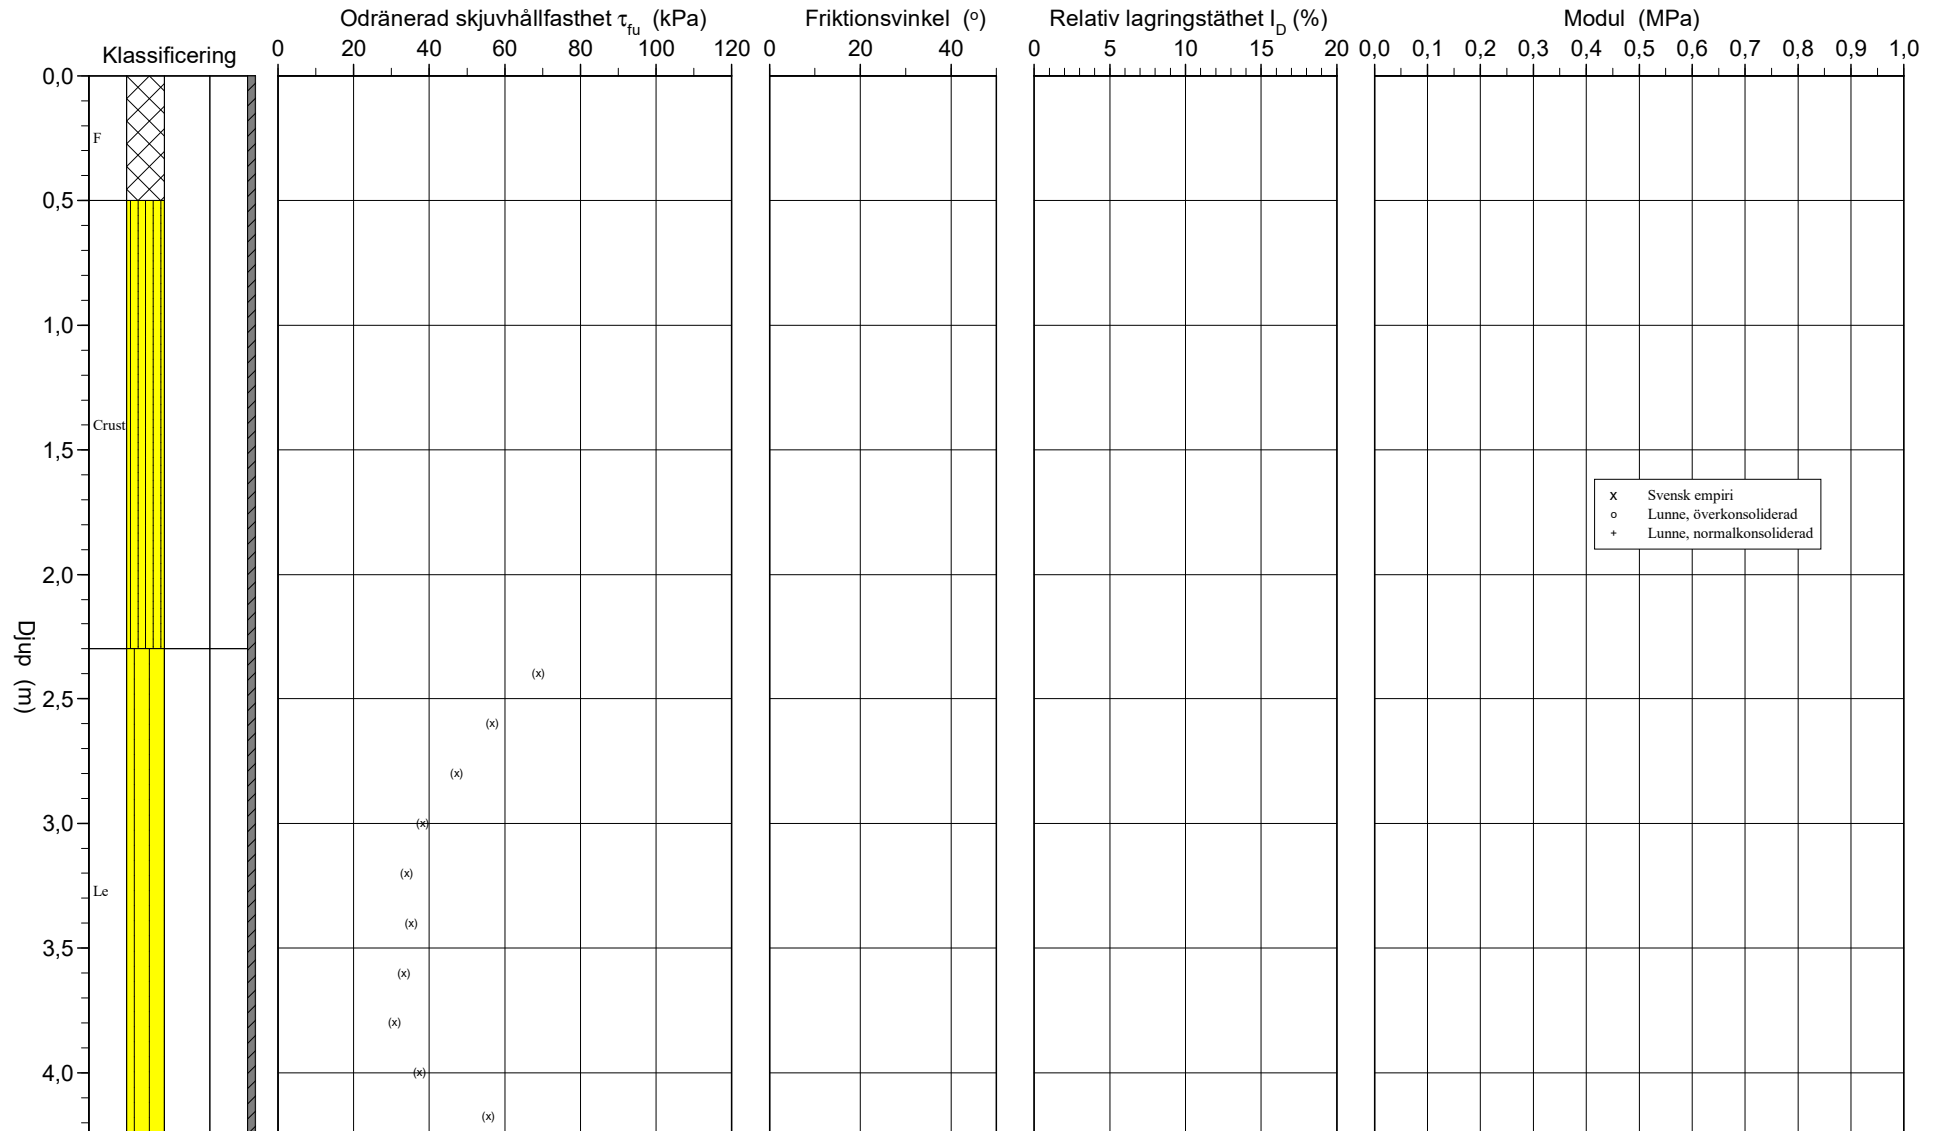 Odränerad skjuvhållfasthet τfu (kPa)
Friktionsvinkel (o)
Relativ lagringstäthet ID (%)
Modul (MPa)
Klassificering
0 20 40 60 80 100 120
0 20 40
0 5 10 15 20
0,0 0,1 0,2 0,3 0,4 0,5 0,6 0,7 0,8 0,9 1,0
0,0
F
0,5
1,0
Crust
1,5
x Svensk empiri
o Lunne, överkonsoliderad
+ Lunne, normalkonsoliderad
2,0
Djup (m)
(x)
2,5
(x)
(x)
3,0
(x)
(x)
Le
(x)
3,5
(x)
(x)
4,0
(x)
(x)